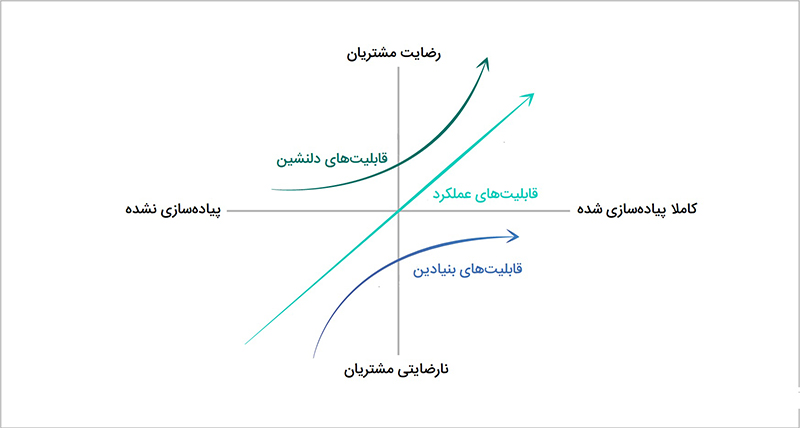 رضایت مشتریان
قابلیت‌های دلنشین
قابلیت‌های عملکرد
کاملا پیاده‌سازی شده
پیاده‌سازی نشده
قابلیت‌های بنیادین
نارضایتی مشتریان